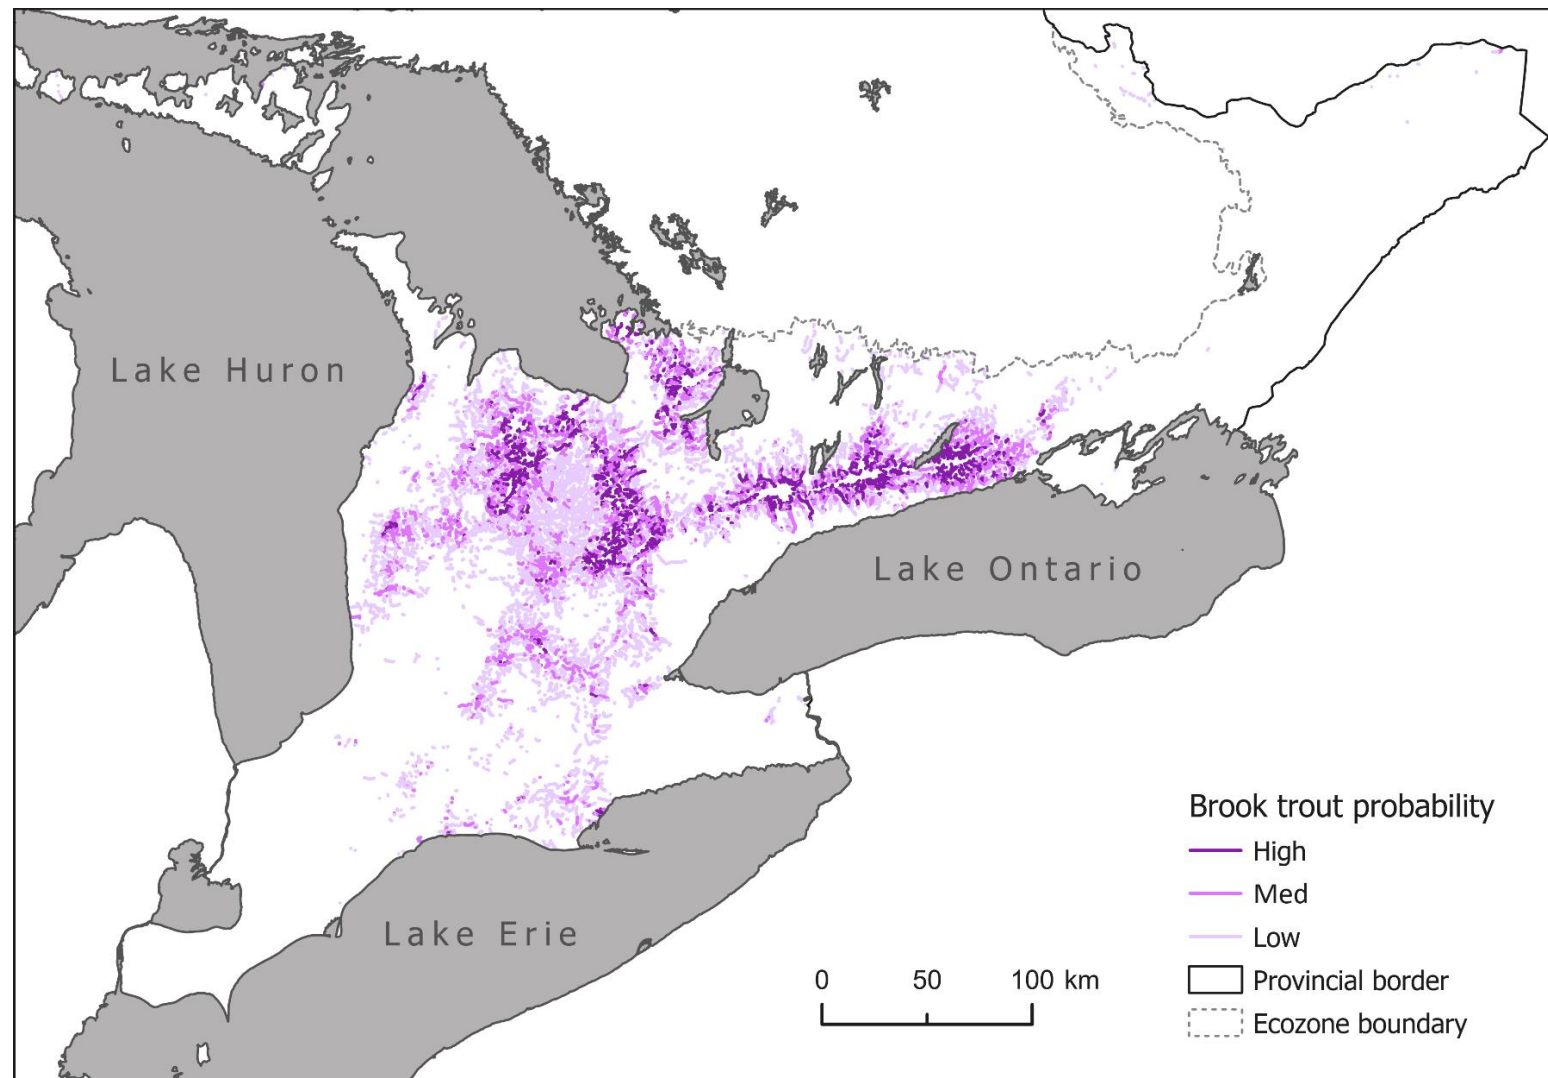 Lake Huron
Lake Ontario
Lake Erie
Brook trout probability
High
Med
Low
Provincial border
Ecozone boundary
0 50 100 km